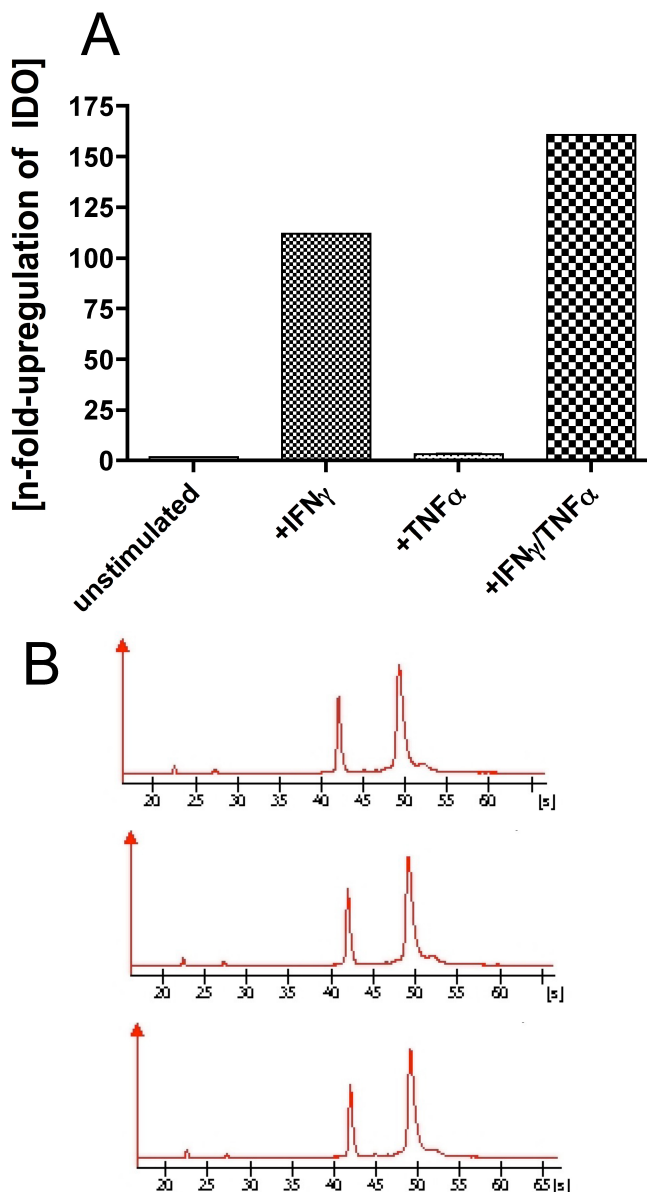 A
[n-fold-upregulation of IDO]
175
150
125
100
75
50
25
0
unstimulated
+IFNγ
+TNFα
+IFNγ/TNFα
B
20 25 30 35 40 45 50 55 60 [s]
20 25 30 35 40 45 50 55 60 [s]
20 25 30 35 40 45 50 55 60 65 [s]